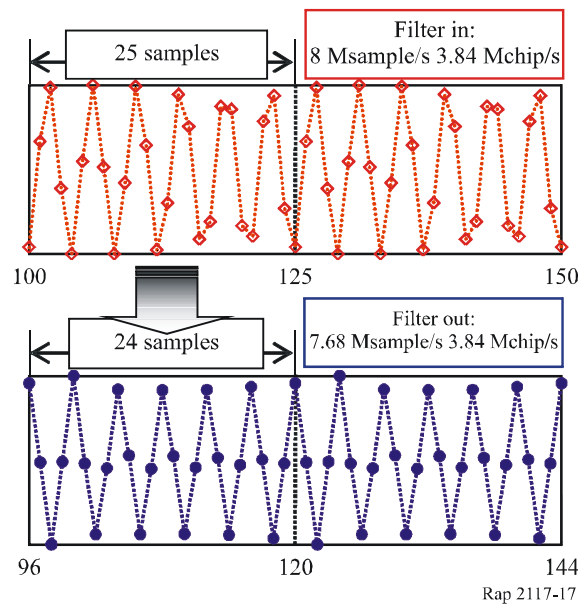 25 samples
Filter in:
8 Msample/s 3.84 Mchip/s
100
125
150
24 samples
Filter out:
7.68 Msample/s 3.84 Mchip/s
96
120
144
Rap 2117-17